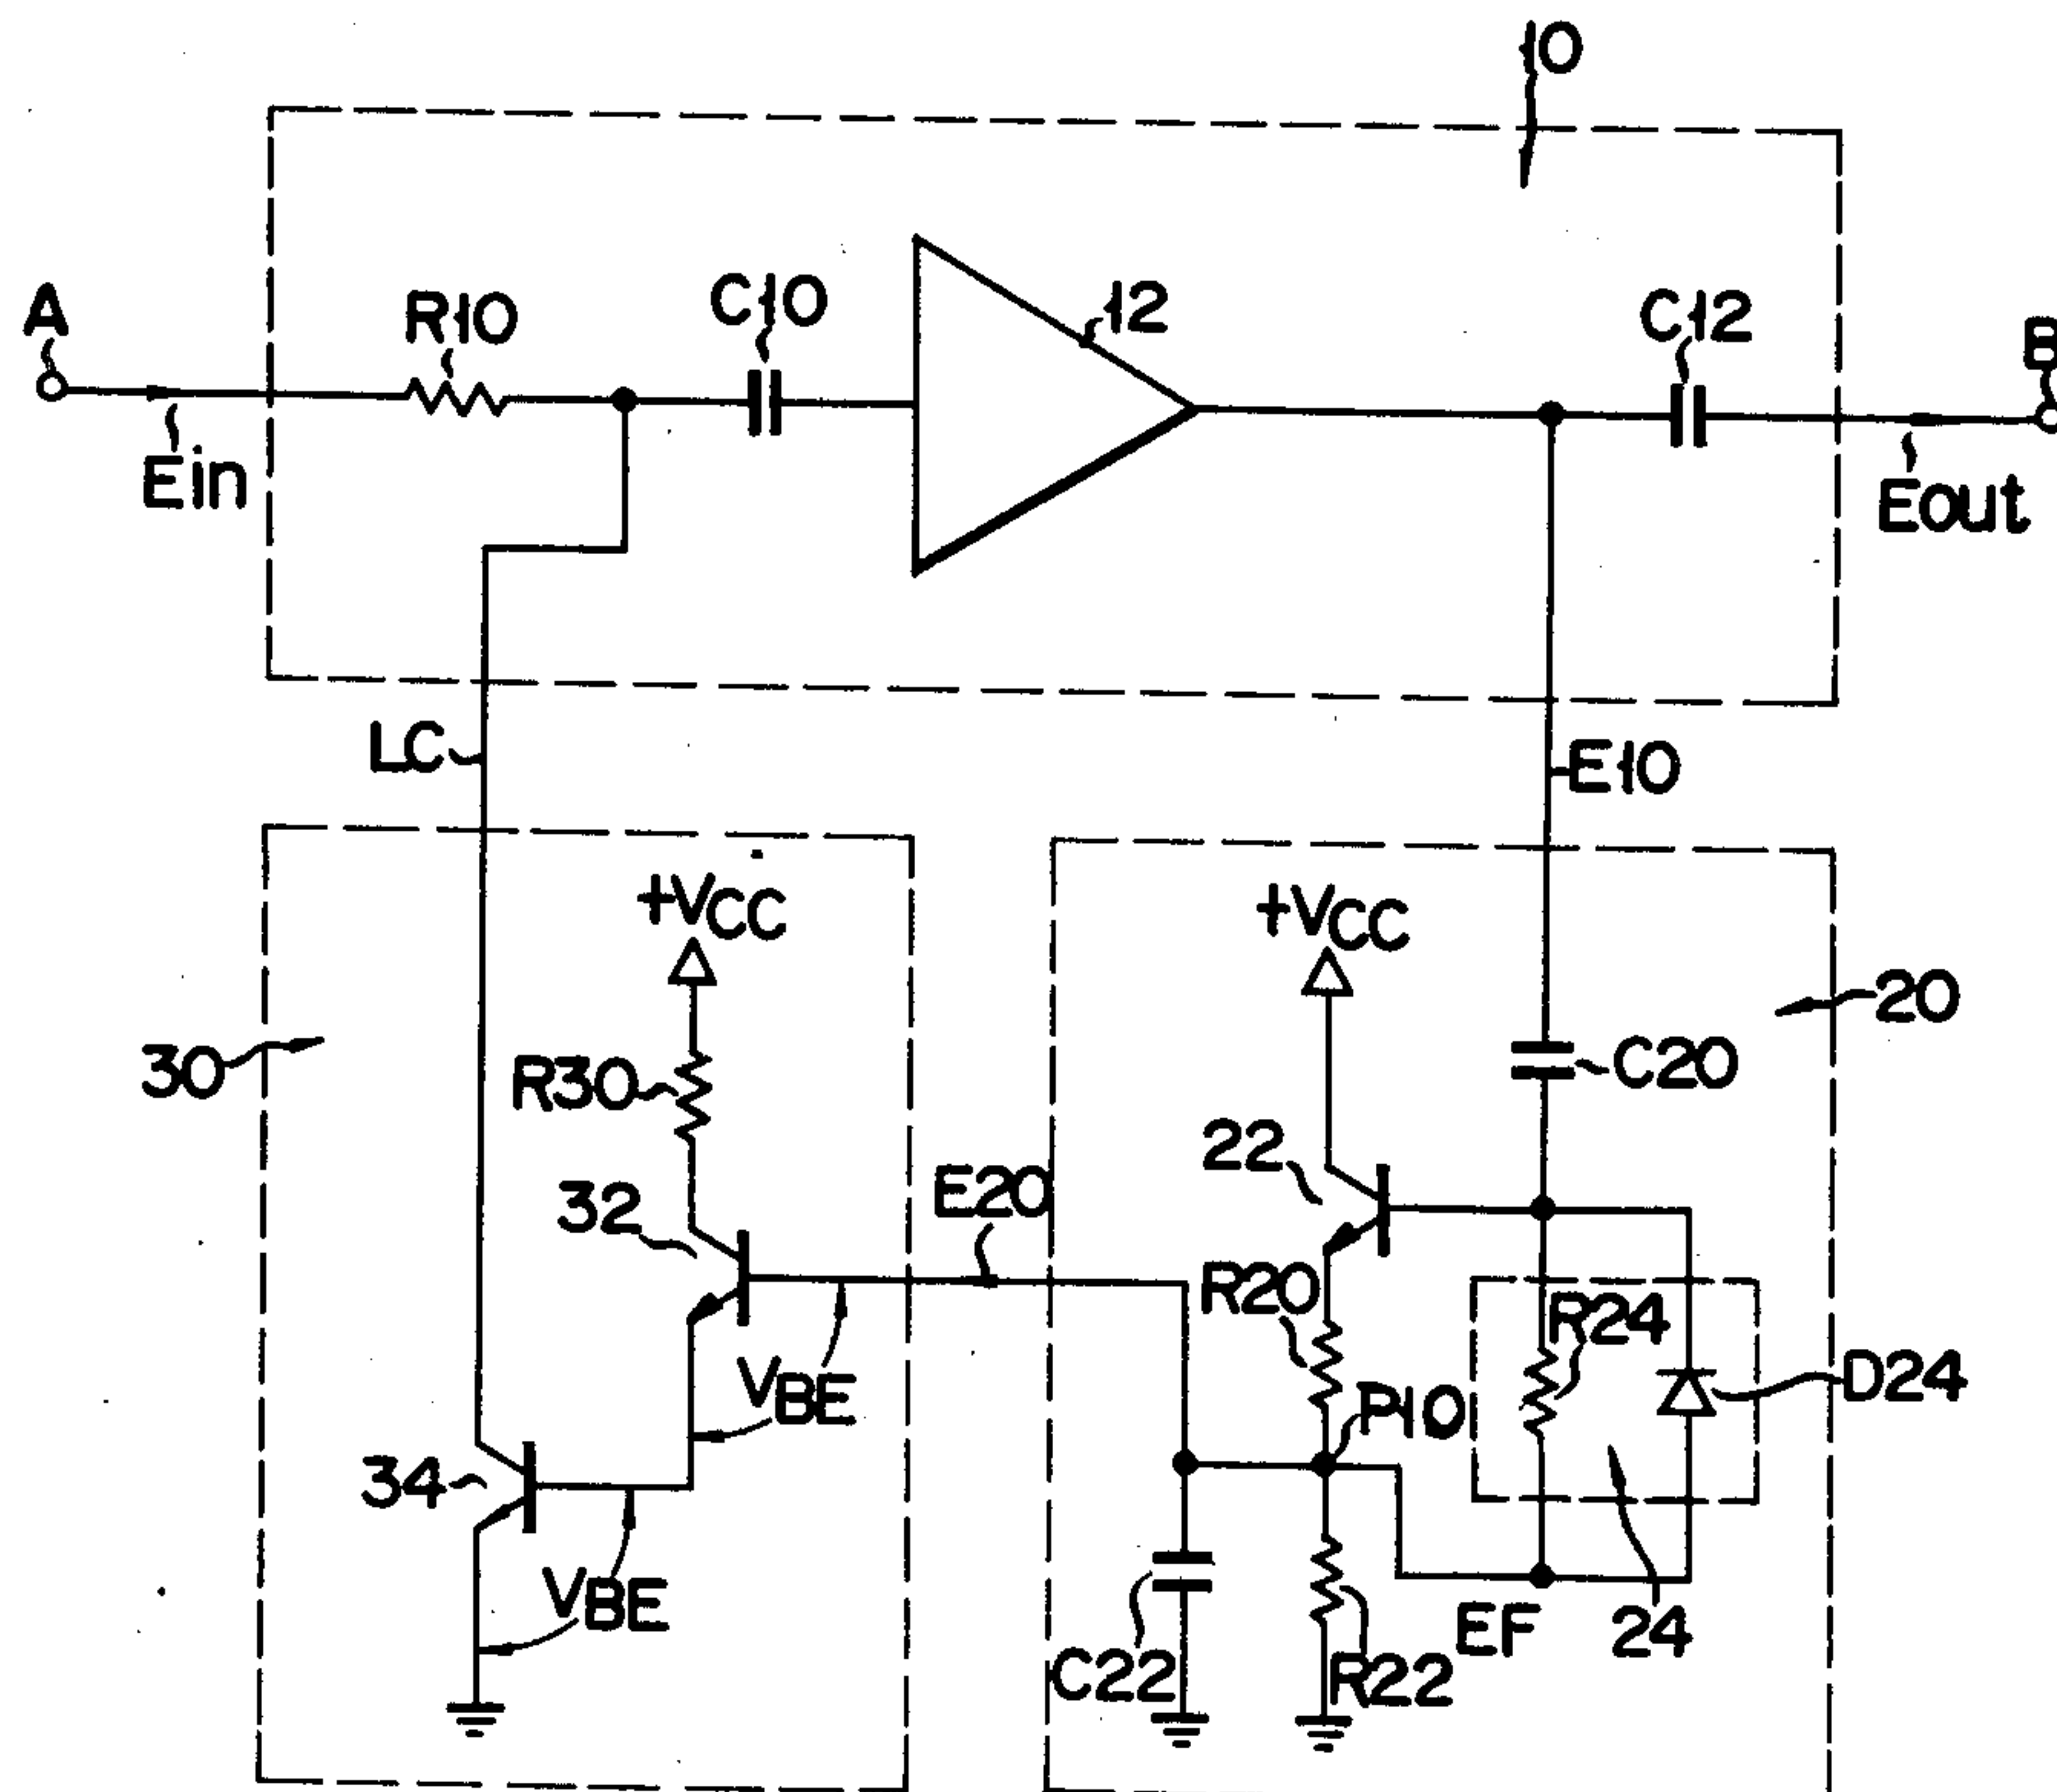 10
A
R10
C10
12
C12
B
Ein
Eout
LC
E10
+VCC
+VCC
20
30
R30
C20
22
32
E20
R20
R24
VBE
P10
D24
34
VBE
EF
24
C22
R22